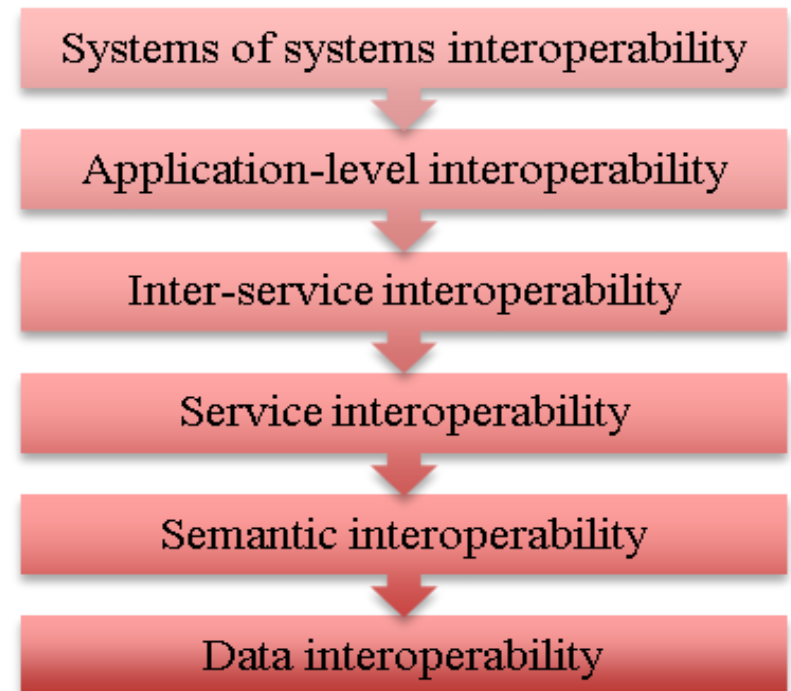 Systems of systems interoperability
Application-level interoperability
Inter-service interoperability
Service interoperability
Semantic interoperability
Data interoperability